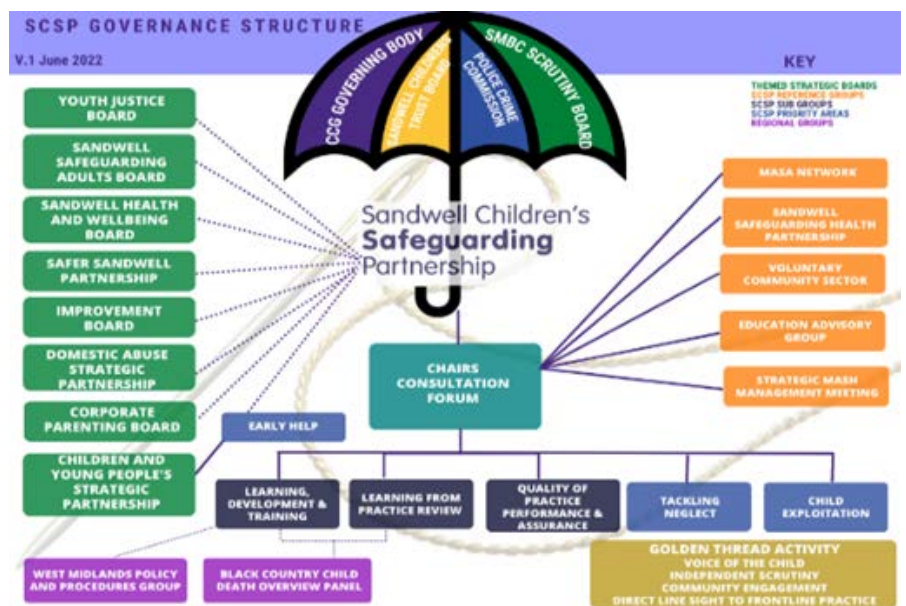 SCSP GOVERNANCE STRUCTURE
V.1 June 2022
CCG GOVERNING BODY
SANDWELL CHILDREN'S
TRUST BOARD
POLICE CRIME
COMMISSION
SMBC SCRUTINY BOARD
KEY
THEMED STRATEGIC BOARDS
SCSP REFERENCE GROUPS
SCSP SUB GROUPS
SCSP PRIORITY AREAS
REGIONAL GROUPS
YOUTH JUSTICE
BOARD
SANDWELL
SAFEGUARDING
ADULTS BOARD
SANDWELL HEALTH
AND WELLBEING
BOARD
SAFER SANDWELL
PARTNERSHIP
IMPROVEMENT
BOARD
DOMESTIC ABUSE
STRATEGIC
PARTNERSHIP
CORPORATE
PARENTING BOARD
CHILDREN AND
YOUNG PEOPLE'S
STRATEGIC
PARTNERSHIP
Sandwell Children's
Safeguarding
Partnership
MASA NETWORK
SANDWELL
SAFEGUARDING HEALTH
PARTNERSHIP
VOLUNTARY
COMMUNITY SECTOR
EDUCATION ADVISORY
GROUP
STRATEGIC MASH
MANAGEMENT MEETING
CHAIRS
CONSULTATION
FORUM
EARLY HELP
LEARNING,
DEVELOPMENT &
TRAINING
LEARNING FROM
PRACTICE REVIEW
QUALITY OF
PRACTICE
PERFORMANCE &
ASSURANCE
TACKLING
NEGLECT
CHILD
EXPLOITATION
WEST MIDLANDS POLICY
AND PROCEDURES GROUP
BLACK COUNTRY CHILD
DEATH OVERVIEW PANEL
GOLDEN THREAD ACTIVITY
VOICE OF THE CHILD
INDEPENDENT SCRUTINY
COMMUNITY ENGAGEMENT
DIRECT LINE SIGHT TO FRONTLINE PRACTICE